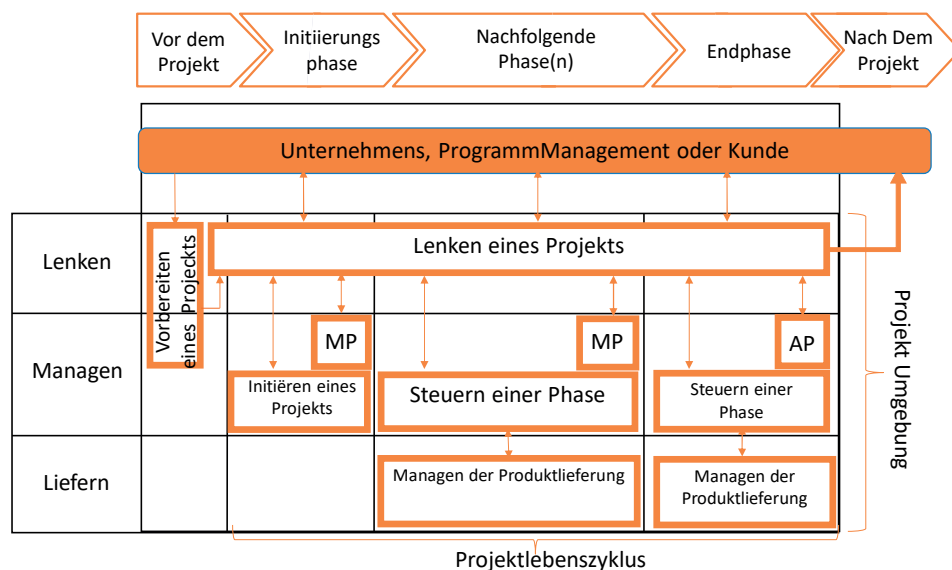 Vor dem
Projekt
Initiierungs
phase
Nachfolgende
Phase(n)
Endphase
Nach Dem
Projekt
Unternehmens, ProgrammManagement oder Kunde
Lenken
Vorbereiten
eines Projeckts
Lenken eines Projekts
Managen
MP
MP
AP
Initiëren eines
Projekts
Steuern einer Phase
Steuern einer
Phase
Liefern
Managen der Produktlieferung
Managen der
Produktlieferung
Projekt Umgebung
Projektlebenszyklus